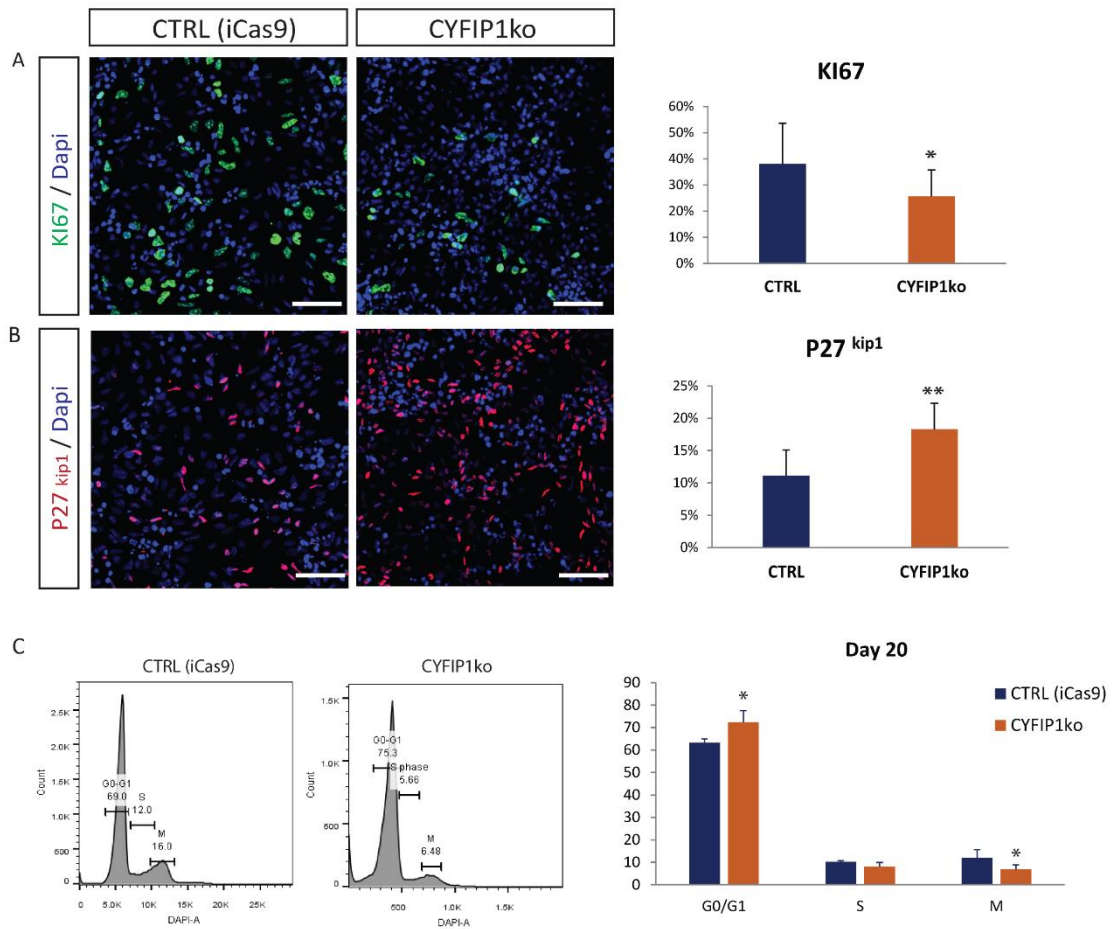 CTRL (iCas9)
CYFIP1ko
A
KI67 / Dapi
KI67
60%
50%
40%
30%
20%
10%
0%
CTRL
CYFIP1ko
*
B
P27 kip1 / Dapi
P27 kip1
25%
20%
15%
10%
5%
0%
CTRL
CYFIP1ko
**
C
CTRL (iCas9)
2.5K
2.0K
1.5K
1.0K
500
0
Count
G0-G1
69.0
S
12.0
M
16.0
0
5.0K
10K
15K
20K
25K
DAPI-A
CYFIP1ko
1.5K
1.0K
500
0
Count
G0-G1
75.3
S-phase
5.66
M
6.48
500
1.0K
1.5K
DAPI-A
Day 20
90
80
70
60
50
40
30
20
10
0
*
*
G0/G1
S
M
CTRL (iCas9)
CYFIP1ko